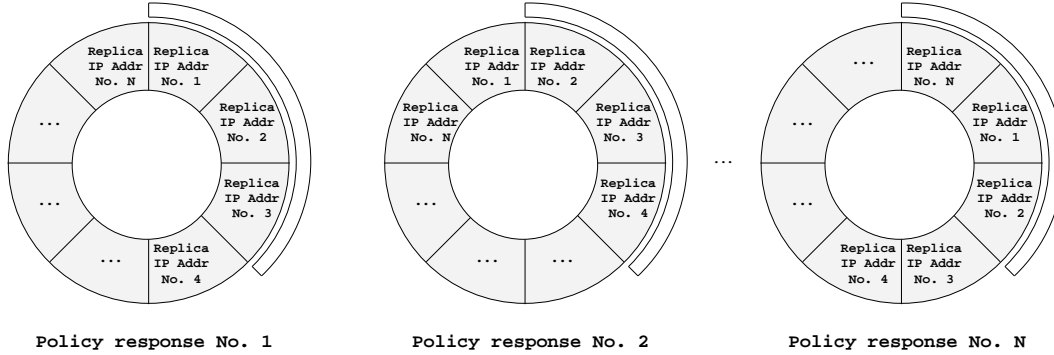 Replica
IP Addr
No. N
Replica
IP Addr
No. 1
Replica
IP Addr
No. 2
Replica
IP Addr
No. 3
Replica
IP Addr
No. 4
...
...
...
Policy response No. 1
Replica
IP Addr
No. 1
Replica
IP Addr
No. 2
Replica
IP Addr
No. 3
Replica
IP Addr
No. 4
...
...
...
Replica
IP Addr
No. N
Policy response No. 2
...
...
Replica
IP Addr
No. N
Replica
IP Addr
No. 1
Replica
IP Addr
No. 2
Replica
IP Addr
No. 3
Replica
IP Addr
No. 4
...
...
Policy response No. N